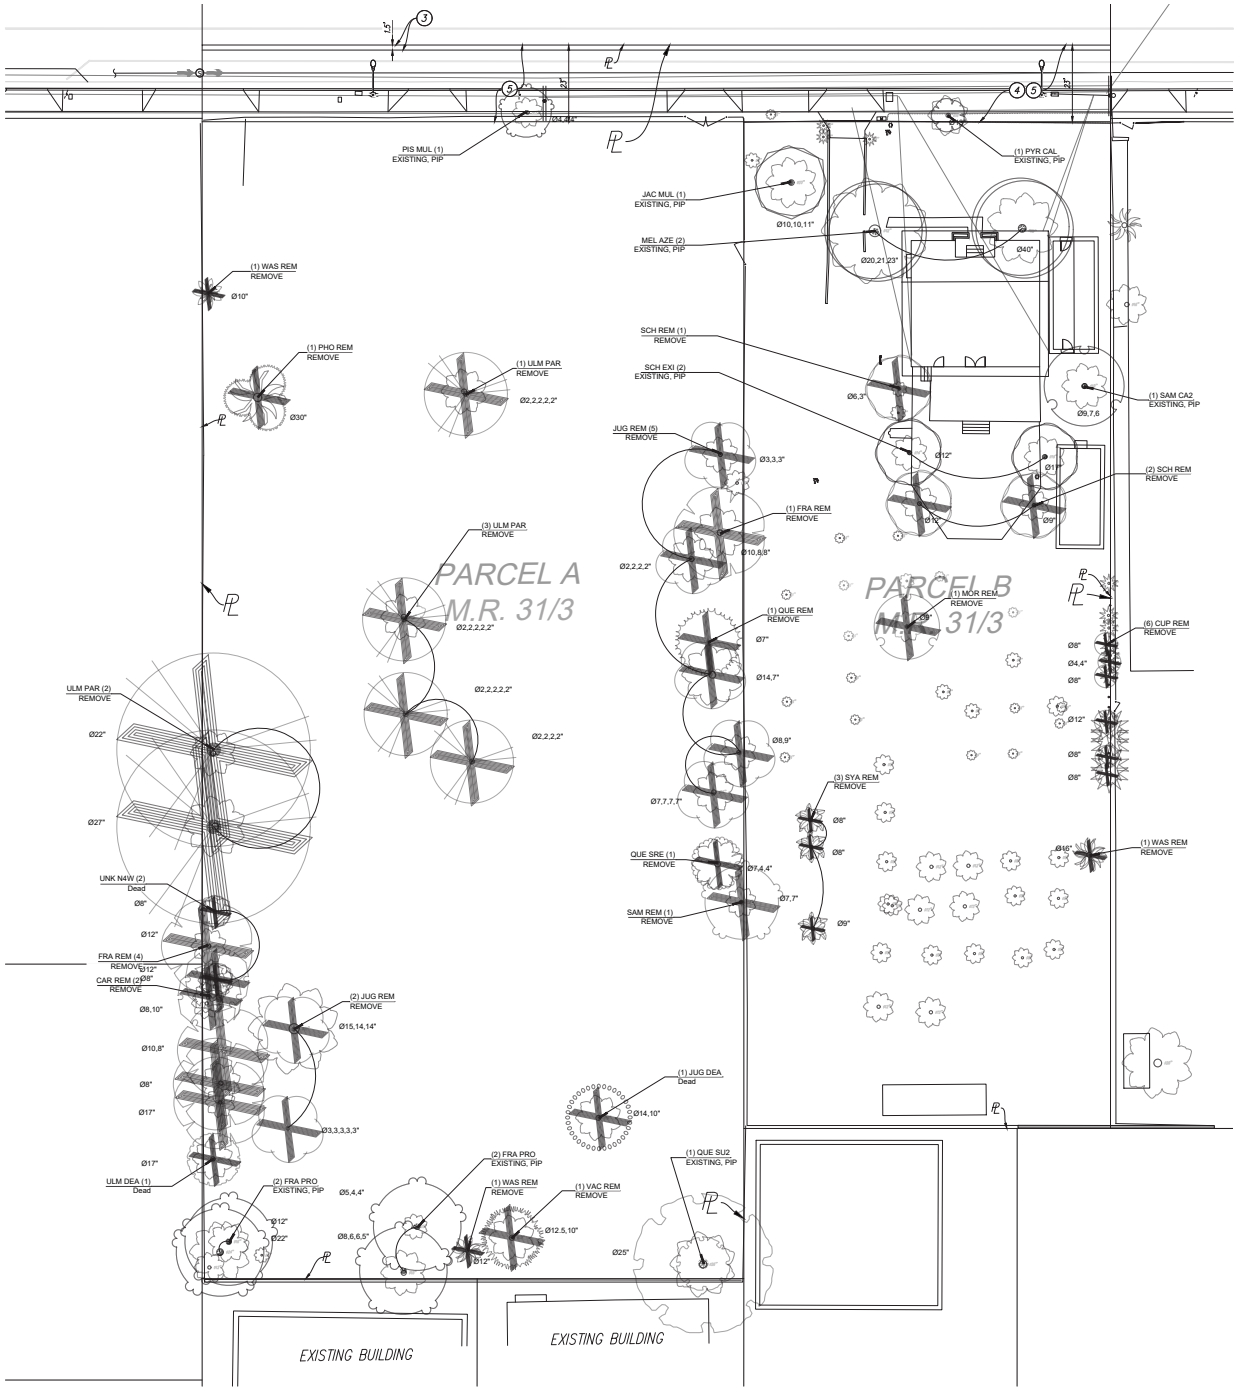 1.5'
3
PL
5
23'
4
5
23'
Ø4,4,4"
PIS MUL (1)
EXISTING, PIP
PL
(1) PYR CAL
EXISTING, PIP
JAC MUL (1)
EXISTING, PIP
Ø10,10,11"
MEL AZE (2)
EXISTING, PIP
Ø20,21,23"
Ø40"
(1) WAS REM
REMOVE
Ø10"
SCH REM (1)
REMOVE
(1) PHO REM
REMOVE
Ø30"
PL
(1) ULM PAR
REMOVE
Ø2,2,2,2,2"
SCH EXI (2)
EXISTING, PIP
Ø6,3"
(1) SAM CA2
EXISTING, PIP
Ø9,7,6
JUG REM (5)
REMOVE
Ø3,3,3"
Ø12"
Ø17"
(2) SCH REM
REMOVE
Ø12"
Ø9"
(1) FRA REM
REMOVE
Ø10,8,8"
(3) ULM PAR
REMOVE
Ø2,2,2,2"
PARCEL A
M.R. 31/3
PARCEL B
M.R. 31/3
PL
PL
PL
Ø2,2,2,2,2"
(1) QUE REM
REMOVE
Ø7"
(1) MOR REM
REMOVE
Ø9"
(6) CUP REM
REMOVE
Ø8"
Ø4,4"
Ø8"
Ø14,7"
ULM PAR (2)
REMOVE
Ø2,2,2,2,2"
Ø22"
Ø2,2,2,2"
Ø8,9"
Ø12"
Ø8"
Ø8"
Ø7,7,7,7"
(3) SYA REM
REMOVE
Ø8"
Ø8"
Ø27"
QUE SRE (1)
REMOVE
Ø7,4,4"
Ø16"
(1) WAS REM
REMOVE
UNK N4W (2)
Dead
Ø8"
Ø7,7"
SAM REM (1)
REMOVE
Ø9"
Ø12"
FRA REM (4)
REMOVE
Ø12"
Ø8"
CAR REM (2)
REMOVE
Ø8,10"
(2) JUG REM
REMOVE
Ø15,14,14"
Ø10,8"
Ø8"
Ø17"
(1) JUG DEA
Dead
Ø14,10"
PL
Ø3,3,3,3,3"
Ø17"
ULM DEA (1)
Dead
(2) FRA PRO
EXISTING, PIP
Ø5,4,4"
(2) FRA PRO
EXISTING, PIP
(1) WAS REM
REMOVE
(1) VAC REM
REMOVE
(1) QUE SU2
EXISTING, PIP
PL
Ø12"
Ø22"
Ø8,6,6,5"
Ø12.5,10"
Ø12"
Ø25"
PL
EXISTING BUILDING
EXISTING BUILDING